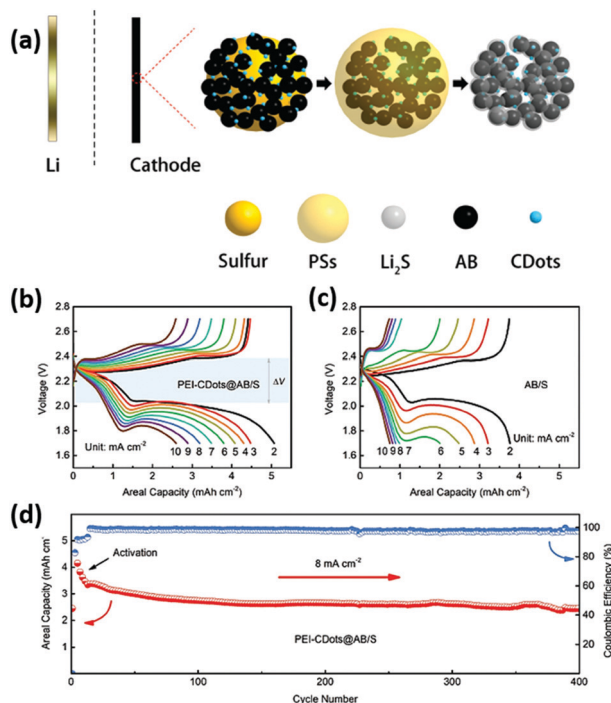 (a)
Li
Cathode
Sulfur
PSs
Li2S
AB
CDots
(b)
2.8
2.6
2.4
2.2
2.0
1.8
1.6
Voltage (V)
PEI-CDots@AB/S
ΔV
Unit: mA cm-2
10 9 8 7 6 5 4 3 2
0 1 2 3 4 5
Areal Capacity (mAh cm-2)
(c)
2.8
2.6
2.4
2.2
2.0
1.8
1.6
Voltage (V)
AB/S
Unit: mA cm-2
10 9 8 7 6 5 4 3 2
0 1 2 3 4 5
Areal Capacity (mAh cm-2)
(d)
5
4
3
2
1
Areal Capacity (mAh cm-
Activation
8 mA cm-2
PEI-CDots@AB/S
100
80
60
40
20
0
Coulombic Efficiency (%)
0 100 200 300 400
Cycle Number